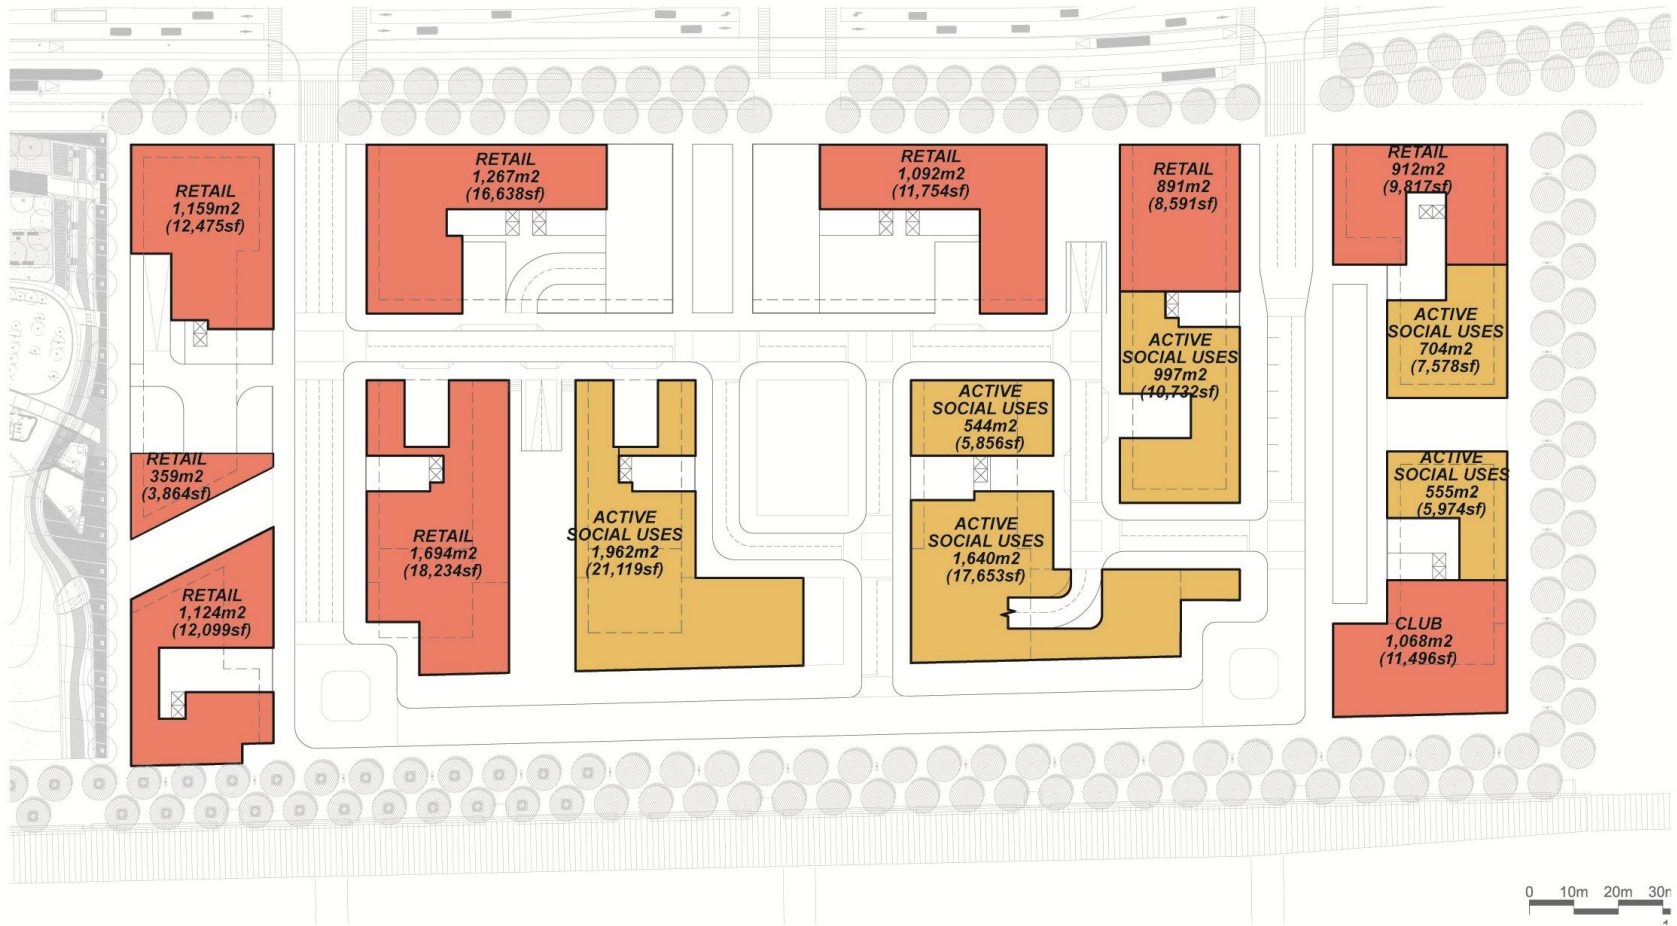 RETAIL
1,159m2
(12,475sf)
RETAIL
1,267m2
(16,638sf)
RETAIL
1,092m2
(11,754sf)
RETAIL
891m2
(8,591sf)
RETAIL
912m2
(9,817sf)
ACTIVE
SOCIAL USES
704m2
(7,578sf)
ACTIVE
SOCIAL USES
997m2
(10,732sf)
ACTIVE
SOCIAL USES
544m2
(5,856sf)
RETAIL
359m2
(3,864sf)
RETAIL
1,694m2
(18,234sf)
ACTIVE
SOCIAL USES
1,962m2
(21,119sf)
ACTIVE
SOCIAL USES
1,640m2
(17,653sf)
ACTIVE
SOCIAL USES
555m2
(5,974sf)
RETAIL
1,124m2
(12,099sf)
CLUB
1,068m2
(11,496sf)
0 10m 20m 30m